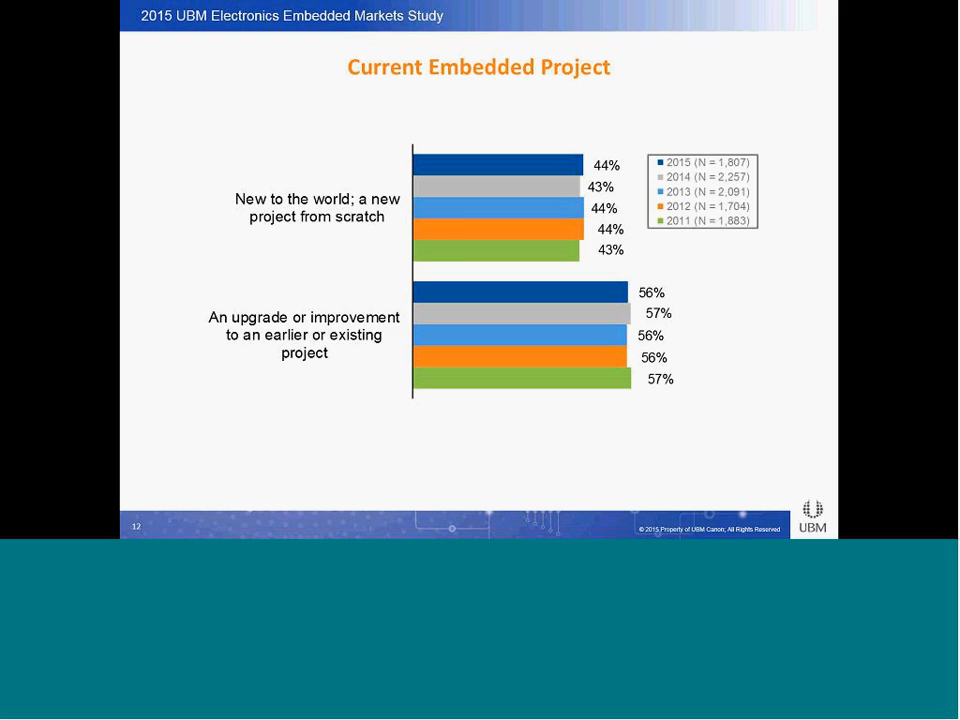 2015 UBM Electronics Embedded Markets Study
Current Embedded Project
New to the world; a new
project from scratch
44%
43%
44%
44%
43%
2015 (N = 1,807)
2014 (N = 2,257)
2013 (N = 2,091)
2012 (N = 1,704)
2011 (N = 1,883)
An upgrade or improvement
to an earlier or existing
project
56%
57%
56%
56%
57%
12
© 2015 Property of UBM Canon; All Rights Reserved
UBM